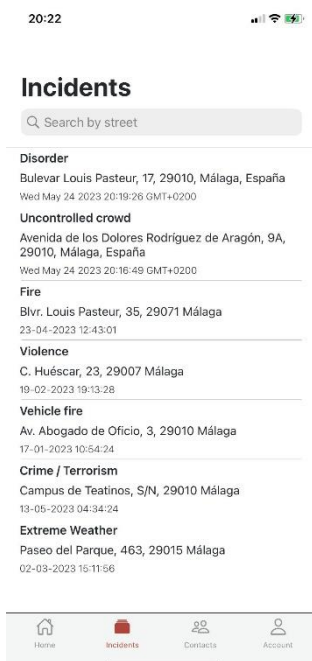 20:22
Incidents
Search by street
Disorder
Bulevar Louis Pasteur, 17, 29010, Málaga, España
Wed May 24 2023 20:19:26 GMT+0200
Uncontrolled crowd
Avenida de los Dolores Rodríguez de Aragón, 9A,
29010, Málaga, España
Wed May 24 2023 20:16:49 GMT+0200
Fire
Blvr. Louis Pasteur, 35, 29071 Málaga
23-04-2023 12:43:01
Violence
C. Huéscar, 23, 29007 Málaga
19-02-2023 19:13:28
Vehicle fire
Av. Abogado de Oficio, 3, 29010 Málaga
17-01-2023 10:54:24
Crime / Terrorism
Campus de Teatinos, S/N, 29010 Málaga
13-05-2023 04:34:24
Extreme Weather
Paseo del Parque, 463, 29015 Málaga
02-03-2023 15:11:56
Home Incidents Contacts Account